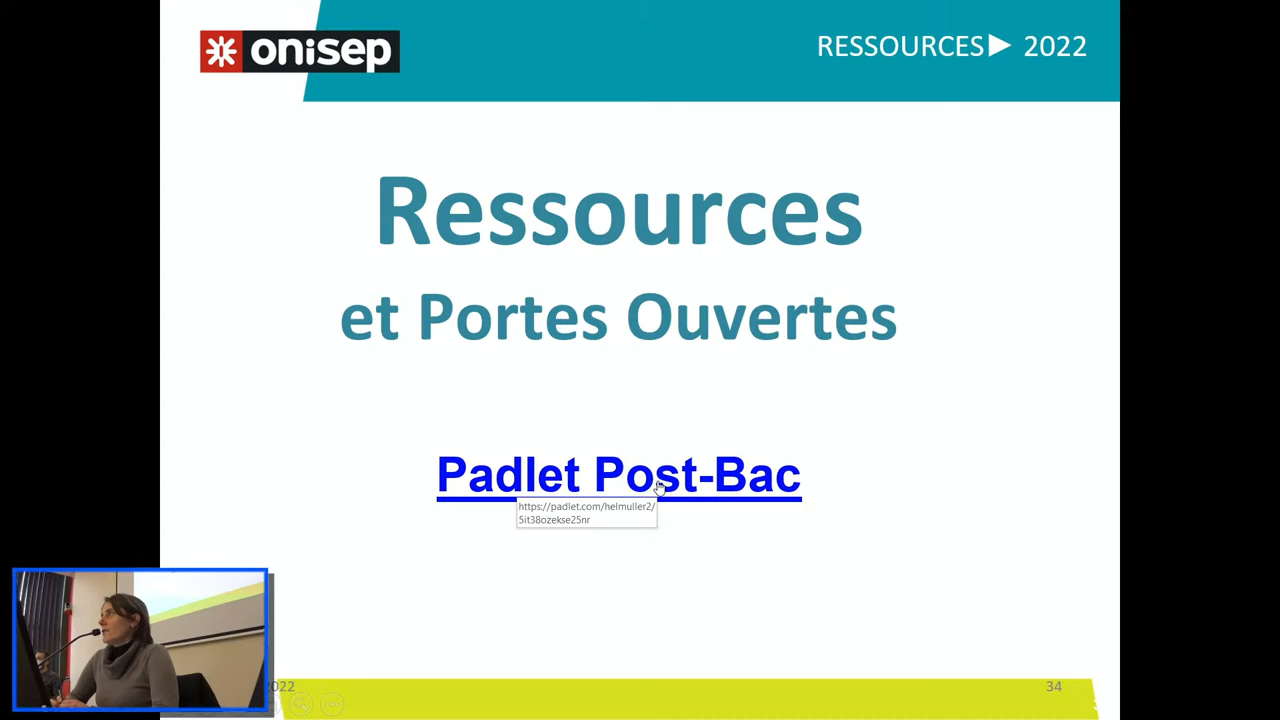 onisep
RESSOURCES 2022
Ressources
et Portes Ouvertes
Padlet Post-Bac
https://padlet.com/helmuller2/
5it38ozekse25nr
2022
34